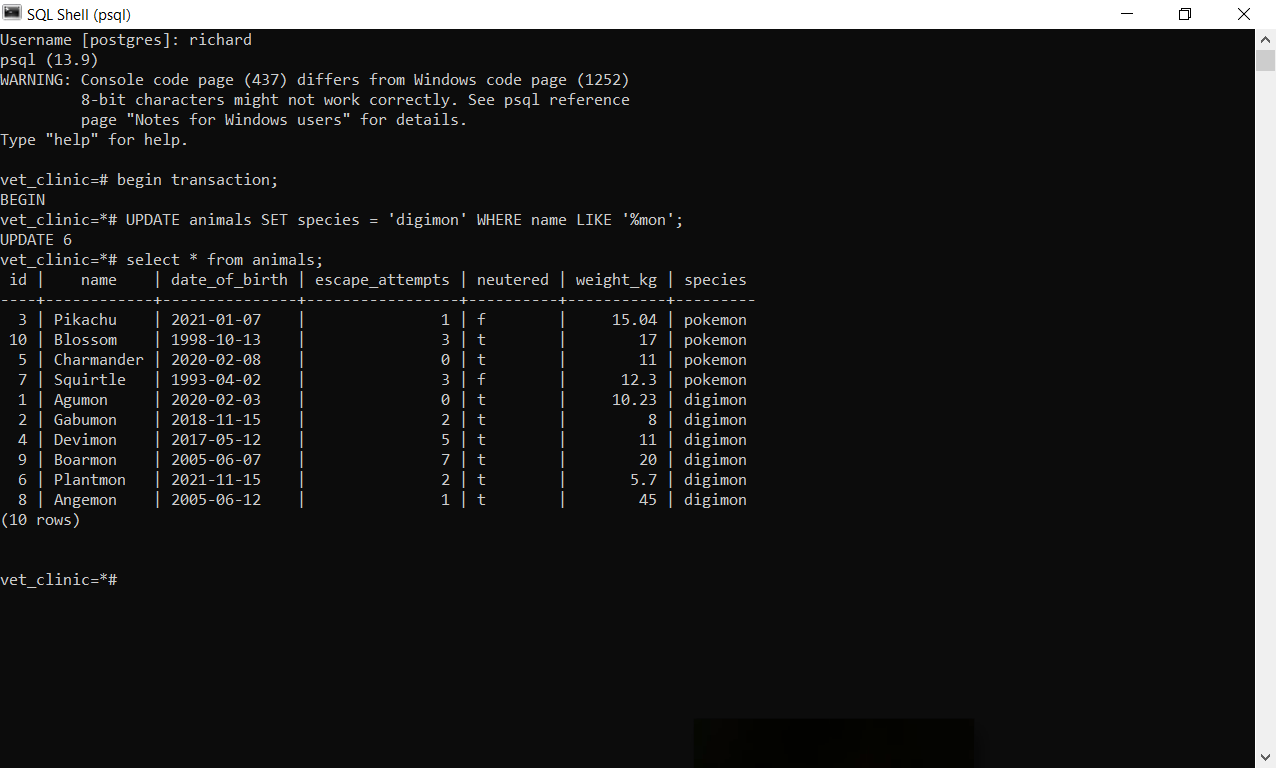 SQL Shell (psql)
Username [postgres]: richard
psql (13.9)
WARNING: Console code page (437) differs from Windows code page (1252)
         8-bit characters might not work correctly. See psql reference
         page "Notes for Windows users" for details.
Type "help" for help.

vet_clinic=# begin transaction;
BEGIN
vet_clinic=*# UPDATE animals SET species = 'digimon' WHERE name LIKE '%mon';
UPDATE 6
vet_clinic=*# select * from animals;
 id |    name    | date_of_birth | escape_attempts | neutered | weight_kg | species
----+------------+---------------+-----------------+----------+-----------+---------
  3 | Pikachu    | 2021-01-07    |               1 | f        |     15.04 | pokemon
 10 | Blossom    | 1998-10-13    |               3 | t        |        17 | pokemon
  5 | Charmander | 2020-02-08    |               0 | t        |        11 | pokemon
  7 | Squirtle   | 1993-04-02    |               3 | f        |      12.3 | pokemon
  1 | Agumon     | 2020-02-03    |               0 | t        |     10.23 | digimon
  2 | Gabumon    | 2018-11-15    |               2 | t        |         8 | digimon
  4 | Devimon    | 2017-05-12    |               5 | t        |        11 | digimon
  9 | Boarmon    | 2005-06-07    |               7 | t        |        20 | digimon
  6 | Plantmon   | 2021-11-15    |               2 | t        |       5.7 | digimon
  8 | Angemon    | 2005-06-12    |               1 | t        |        45 | digimon
(10 rows)


vet_clinic=*#